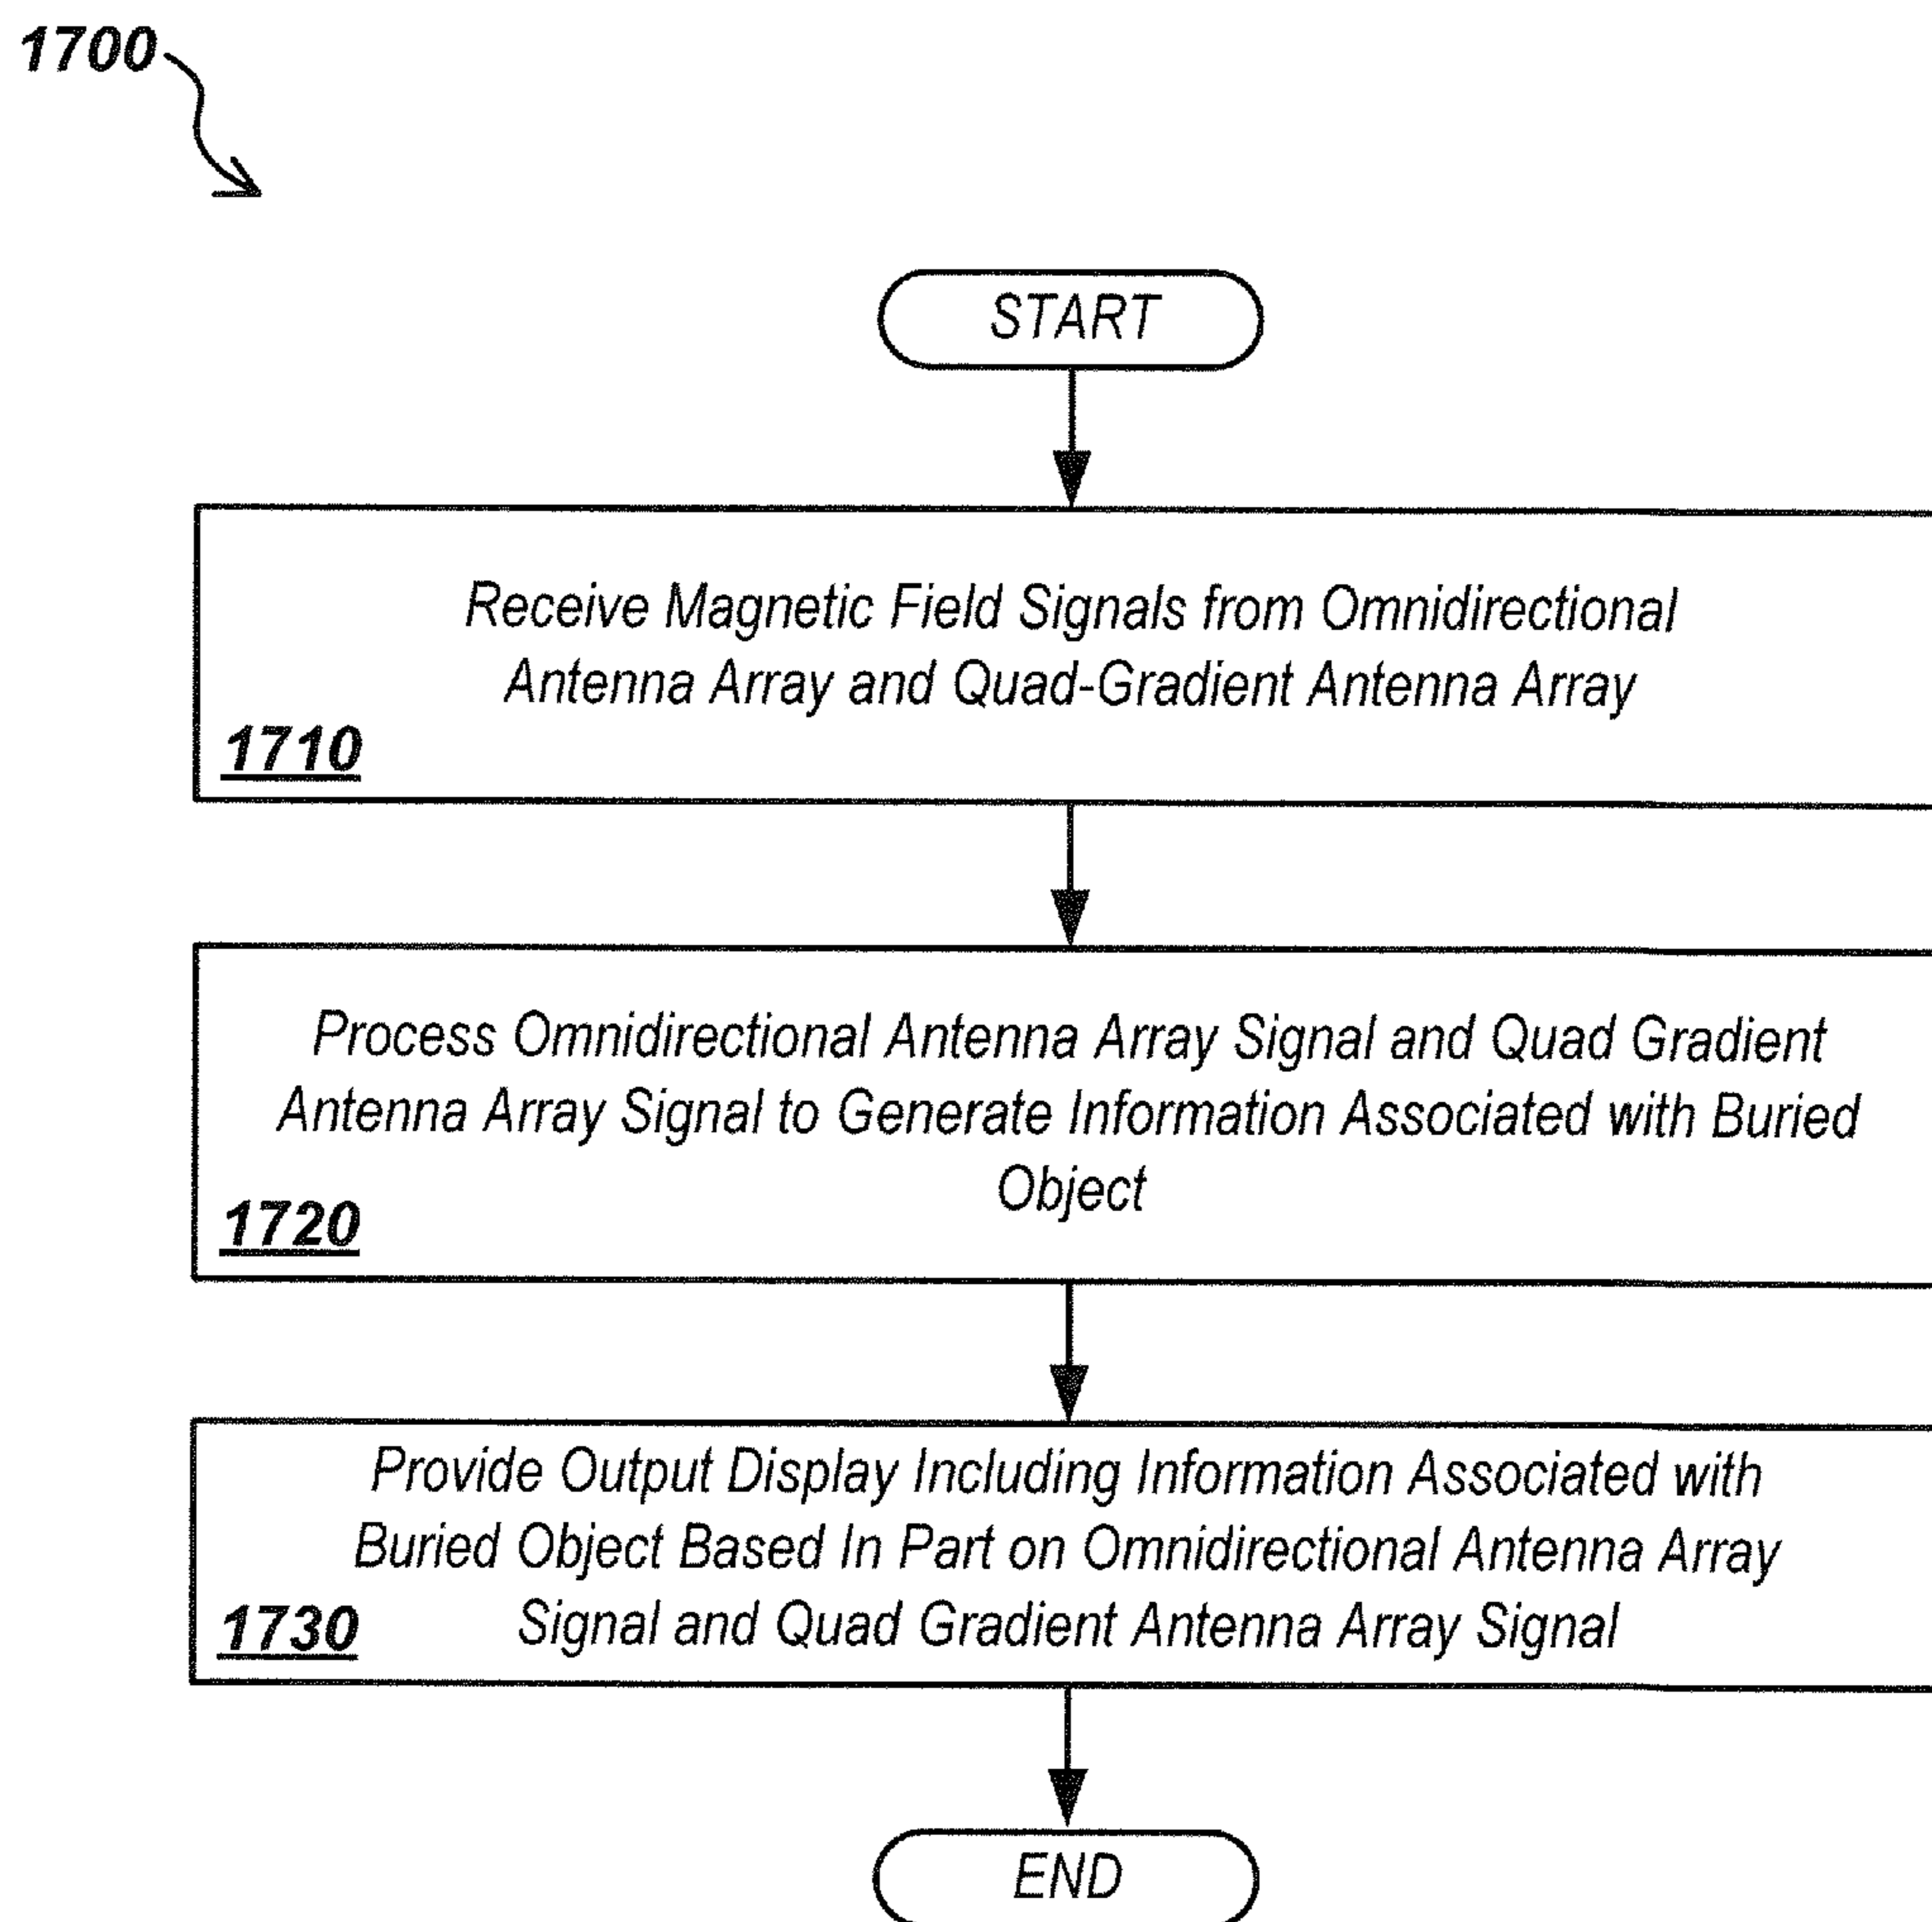 1700
START
Receive Magnetic Field Signals from Omnidirectional
Antenna Array and Quad-Gradient Antenna Array
1710
Process Omnidirectional Antenna Array Signal and Quad Gradient
Antenna Array Signal to Generate Information Associated with Buried
Object
1720
Provide Output Display Including Information Associated with
Buried Object Based In Part on Omnidirectional Antenna Array
Signal and Quad Gradient Antenna Array Signal
1730
END